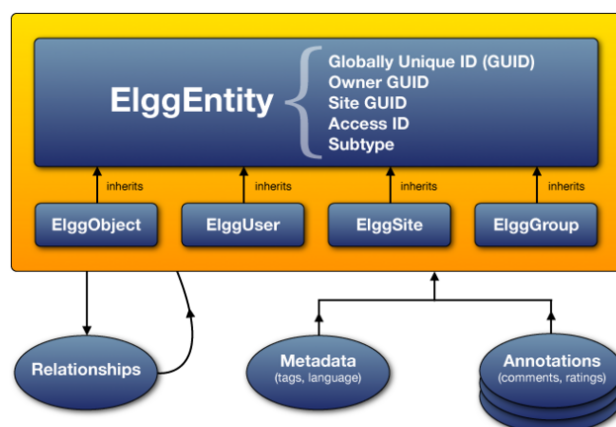 ElggEntity
Globally Unique ID (GUID)
Owner GUID
Site GUID
Access ID
Subtype
inherits
inherits
inherits
inherits
ElggObject
ElggUser
ElggSite
ElggGroup
Relationships
Metadata
(tags, language)
Annotations
(comments, ratings)